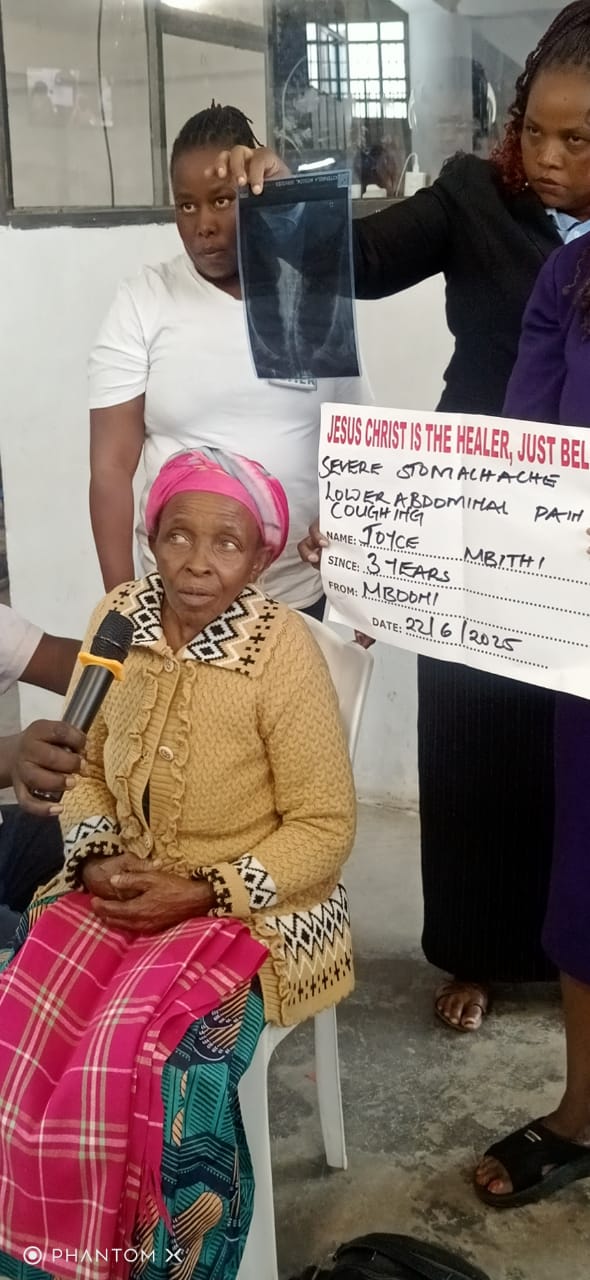 JESUS CHRIST IS THE HEALER, JUST BEL
SEVERE STOMACHACHE
LOWER ABDOMINAL PAIN
COUGHING
NAME: JOYCE MBITHI
SINCE: 3 YEARS
FROM: MBOONI
DATE: 22/6/2025
PHANTOM X